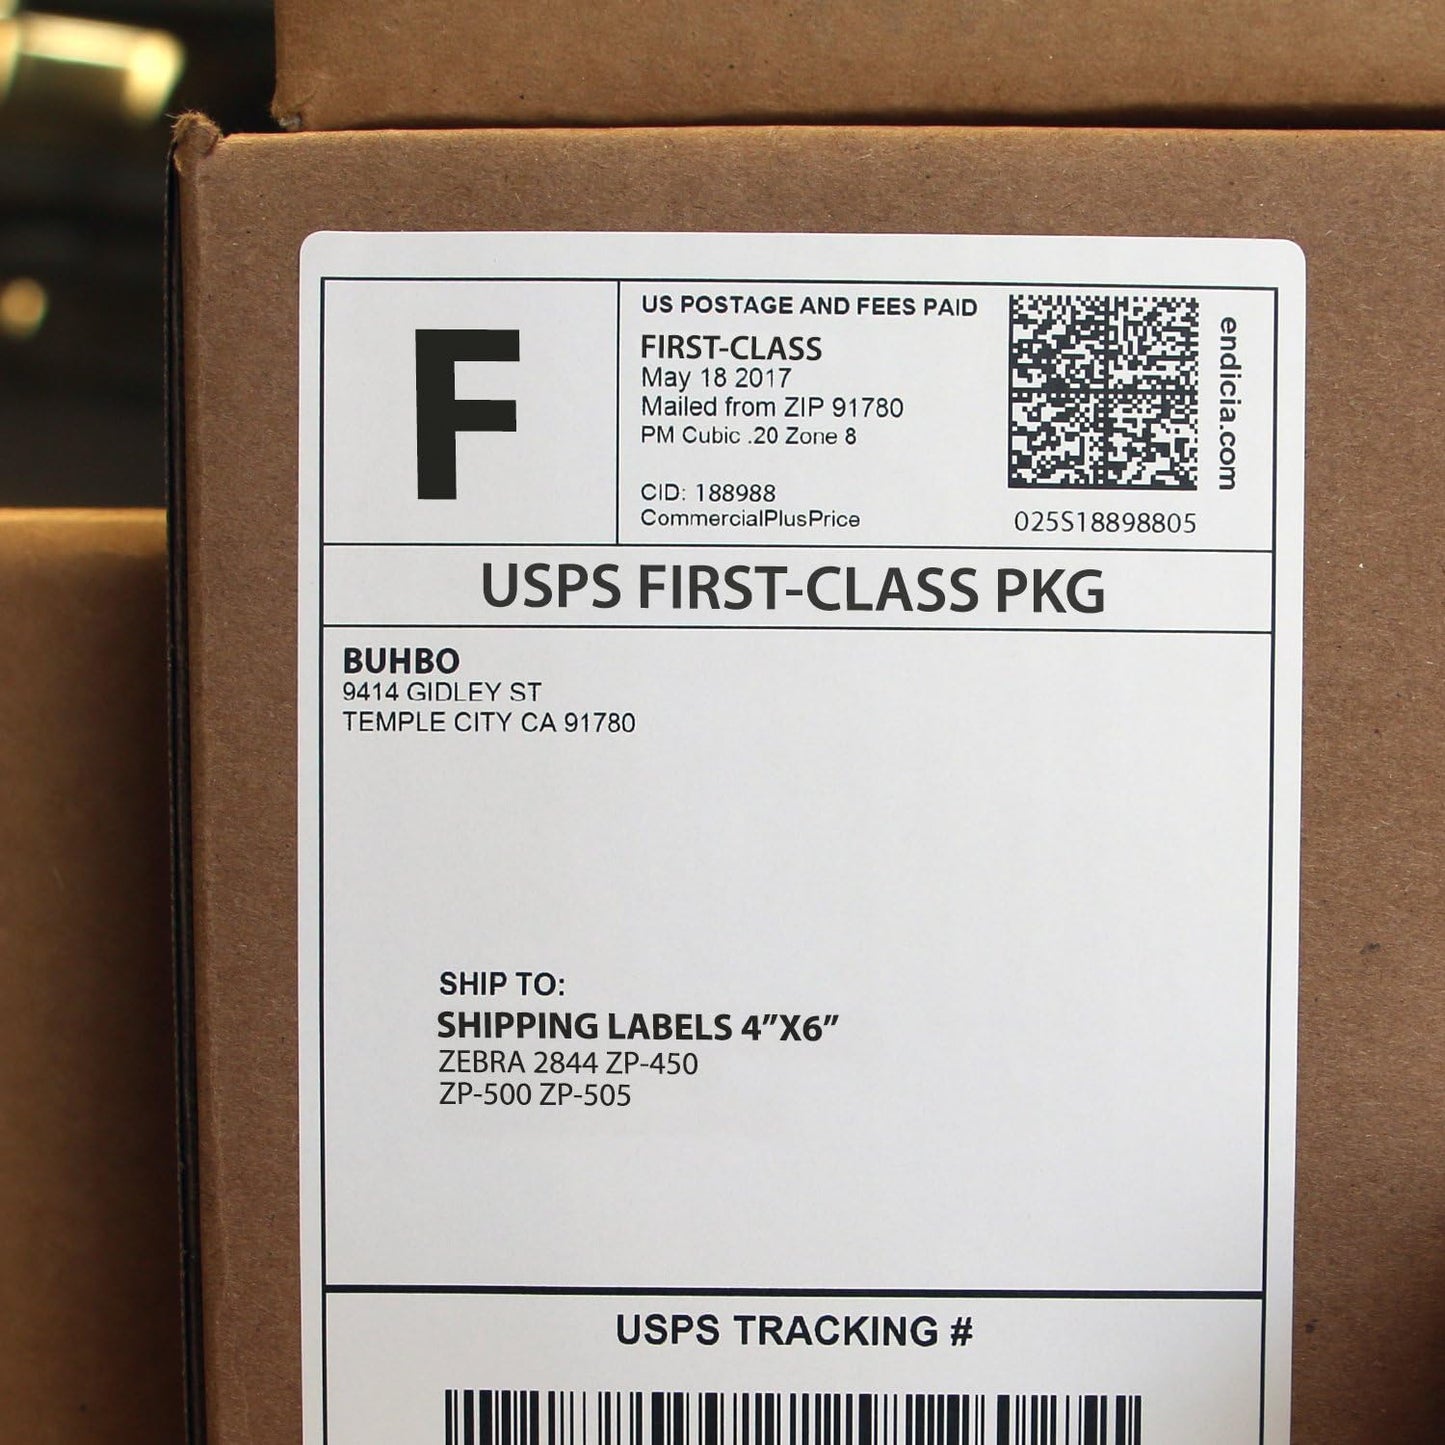 F
US POSTAGE AND FEES PAID
FIRST-CLASS
May 18 2017
Mailed from ZIP 91780
PM Cubic .20 Zone 8
CID: 188988
CommercialPlusPrice
endicia.com
025S18898805
USPS FIRST-CLASS PKG
BUHBO
9414 GIDLEY ST
TEMPLE CITY CA 91780
SHIP TO:
SHIPPING LABELS 4”X6”
ZEBRA 2844 ZP-450
ZP-500 ZP-505
USPS TRACKING #